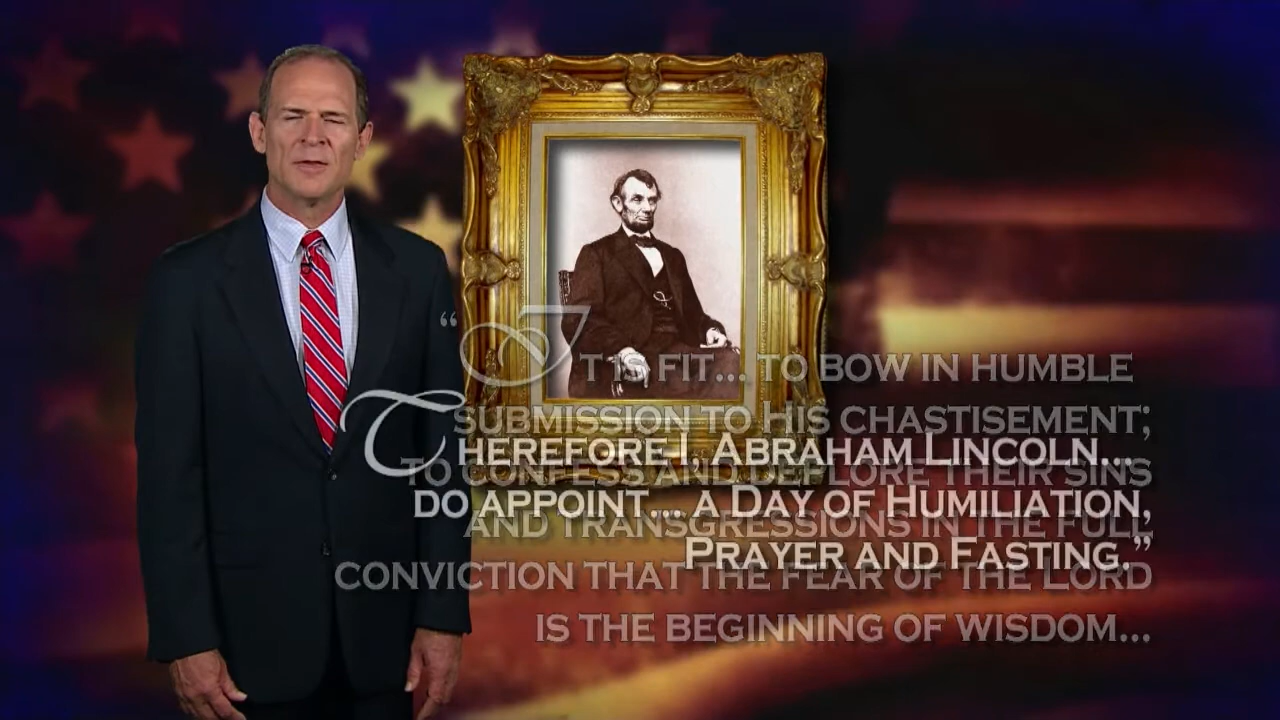 “IT IS FIT... TO BOW IN HUMBLE
SUBMISSION TO HIS CHASTISEMENT;
TO CONFESS AND DEPLORE THEIR SINS
AND TRANSGRESSIONS IN THE FULL
CONVICTION THAT THE FEAR OF THE LORD
IS THE BEGINNING OF WISDOM...
THEREFORE I, ABRAHAM LINCOLN...
DO APPOINT... A DAY OF HUMILIATION,
PRAYER AND FASTING.”